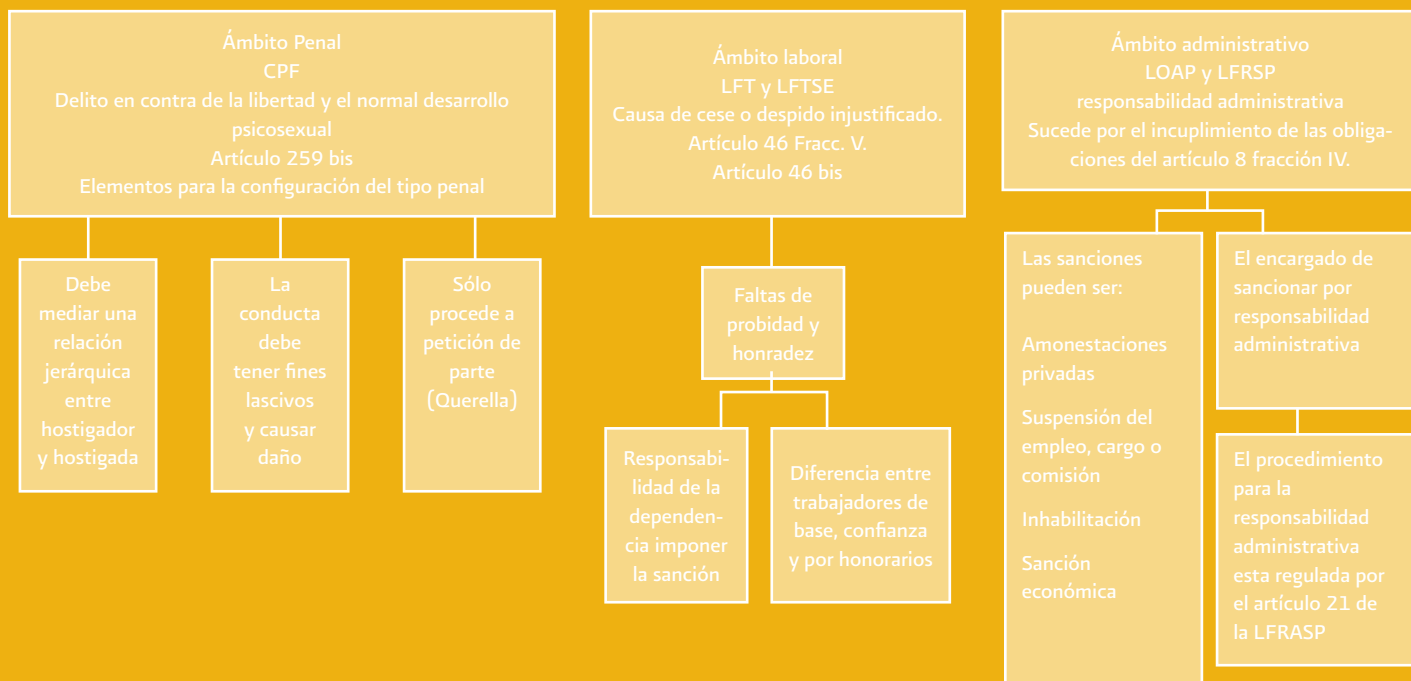 Ámbito Penal
CPF
Delito en contra de la libertad y el normal desarrollo
psicosexual
Artículo 259 bis
Elementos para la configuración del tipo penal
Debe
mediar una
relación
jerárquica
entre
hostigador
y hostigada
La
conducta
debe
tener fines
lascivos
y causar
daño
Sólo
procede a
petición de
parte
(Querella)
Ámbito laboral
LFT y LFTSE
Causa de cese o despido injustificado.
Artículo 46 Fracc. V.
Artículo 46 bis
Faltas de
probidad y
honradez
Responsabi-
lidad de la
dependen-
cia imponer
la sanción
Diferencia entre
trabajadores de
base, confianza
y por honorarios
Ámbito administrativo
LOAP y LFRSP
responsabilidad administrativa
Sucede por el incuplimiento de las obliga-
ciones del artículo 8 fracción IV.
Las sanciones
pueden ser:
Amonestaciones
privadas
Suspensión del
empleo, cargo o
comisión
Inhabilitación
Sanción
económica
El encargado de
sancionar por
responsabilidad
administrativa
El procedimiento
para la
responsabilidad
administrativa
esta regulada por
el artículo 21 de
la LFRASP